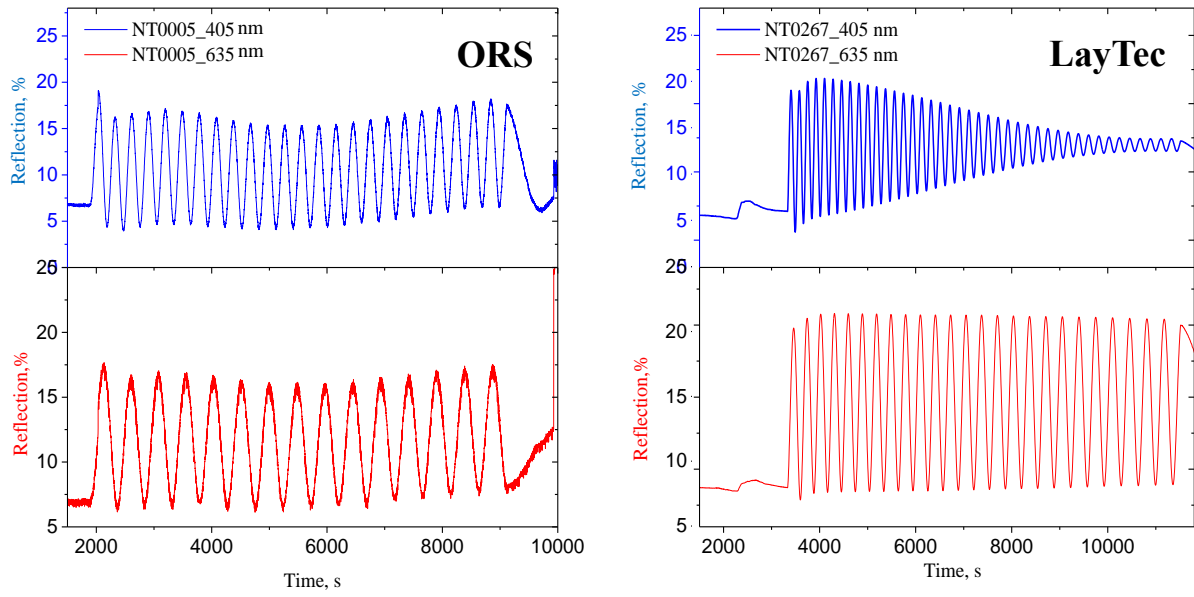 NT0005_405 nm
NT0005_635 nm
ORS
25
20
15
10
5
Reflection, %
25
20
15
10
5
Reflection,%
2000 4000 6000 8000 10000
Time, s
NT0267_405 nm
NT0267_635 nm
LayTec
25
20
15
10
5
Reflection, %
25
20
15
10
5
Reflection,%
2000 4000 6000 8000 10000
Time, s